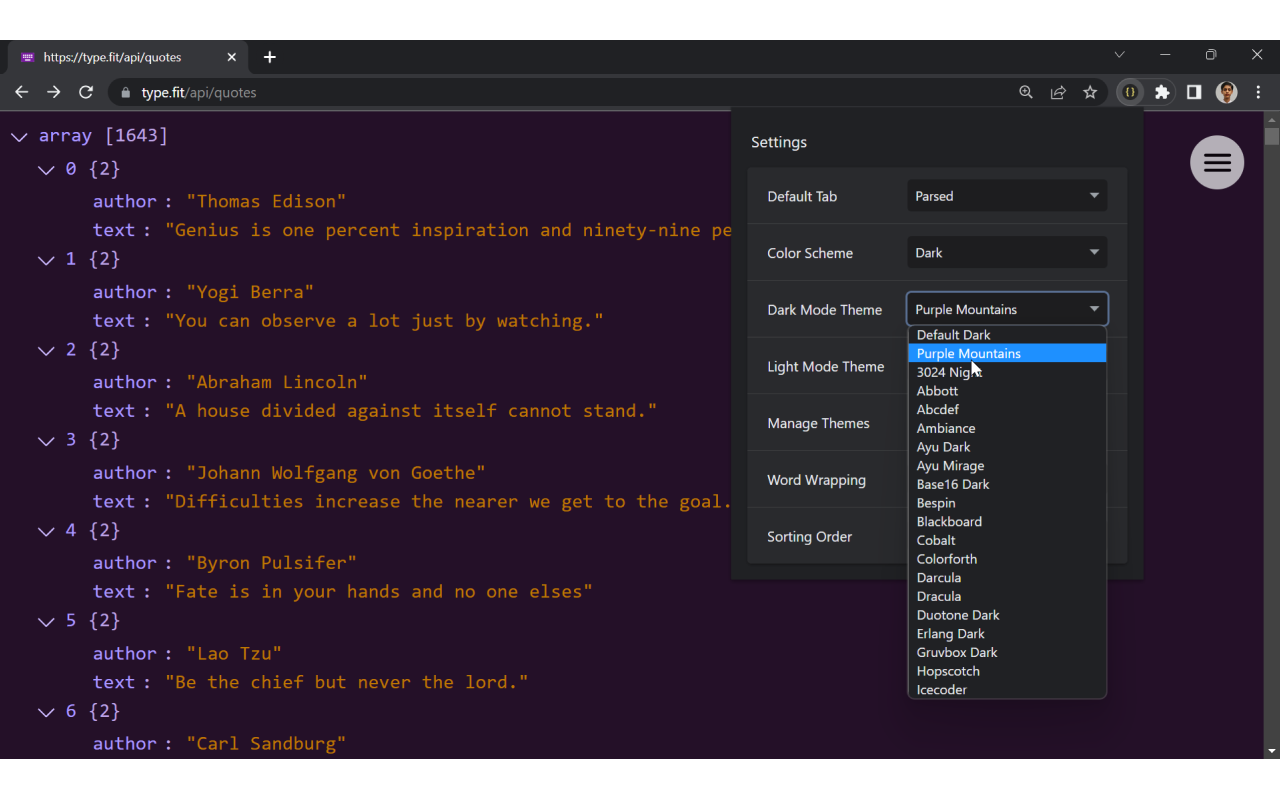 https://type.fit/api/quotes
type.fit/api/quotes
array [1643]
0 {2}
author : "Thomas Edison"
text : "Genius is one percent inspiration and ninety-nine pe
1 {2}
author : "Yogi Berra"
text : "You can observe a lot just by watching."
2 {2}
author : "Abraham Lincoln"
text : "A house divided against itself cannot stand."
3 {2}
author : "Johann Wolfgang von Goethe"
text : "Difficulties increase the nearer we get to the goal.
4 {2}
author : "Byron Pulsifer"
text : "Fate is in your hands and no one elses"
5 {2}
author : "Lao Tzu"
text : "Be the chief but never the lord."
6 {2}
author : "Carl Sandburg"
Settings
Default Tab Parsed
Color Scheme Dark
Dark Mode Theme Purple Mountains
Light Mode Theme
Manage Themes
Word Wrapping
Sorting Order
Default Dark
Purple Mountains
3024 Night
Abbott
Abcdef
Ambiance
Ayu Dark
Ayu Mirage
Base16 Dark
Bespin
Blackboard
Cobalt
Colorforth
Darcula
Dracula
Duotone Dark
Erlang Dark
Gruvbox Dark
Hopscotch
Icecoder